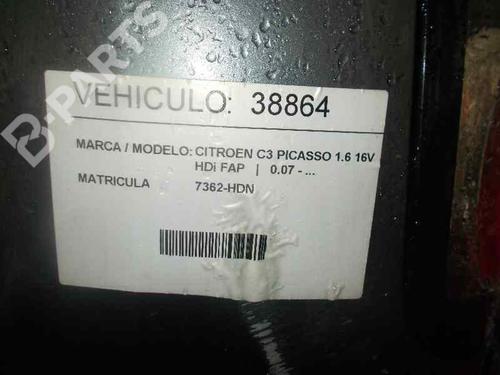 VEHICULO: 38864
MARCA / MODELO: CITROEN C3 PICASSO 1.6 16V
HDi FAP | 0.07 - ...
MATRICULA 7362-HDN
B-PARTS